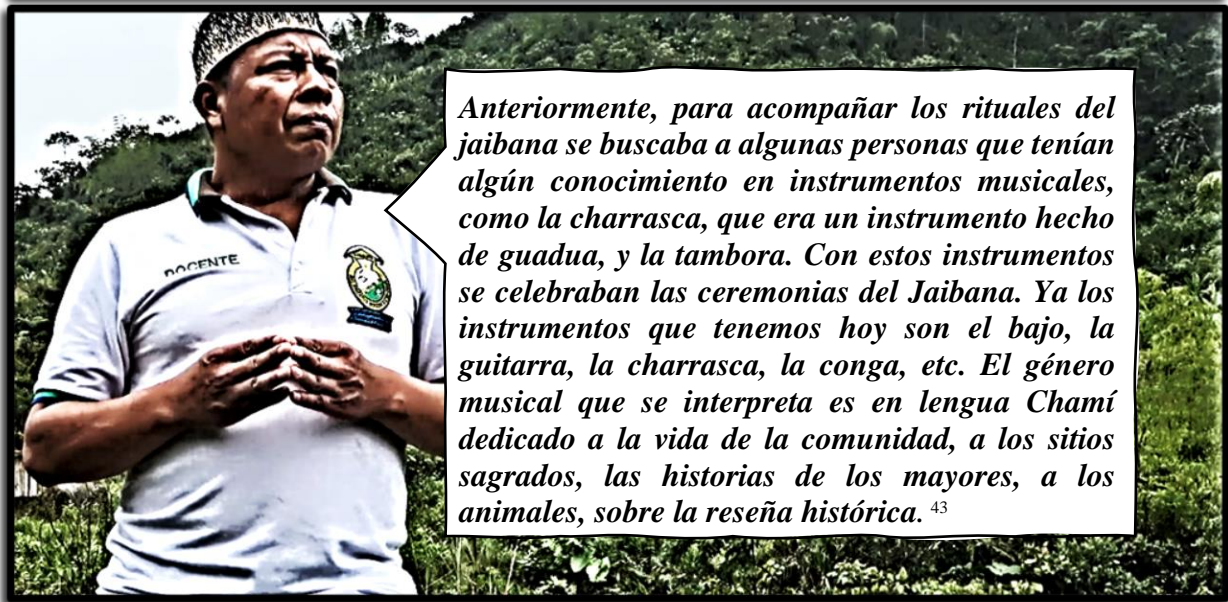 Anteriormente, para acompañar los rituales del
jaibana se buscaba a algunas personas que tenían
algún conocimiento en instrumentos musicales,
como la charrasca, que era un instrumento hecho
de guadua, y la tambora. Con estos instrumentos
se celebraban las ceremonias del Jaibana. Ya los
instrumentos que tenemos hoy son el bajo, la
guitarra, la charrasca, la conga, etc. El género
musical que se interpreta es en lengua Chamí
dedicado a la vida de la comunidad, a los sitios
sagrados, las historias de los mayores, a los
animales, sobre la reseña histórica. 43
DOCENTE